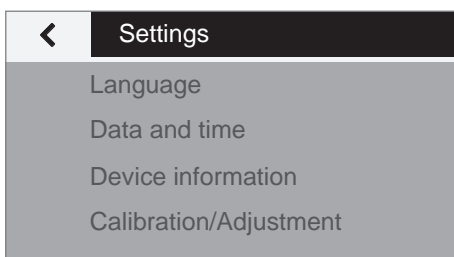 Settings
Language
Data and time
Device information
Calibration/Adjustment